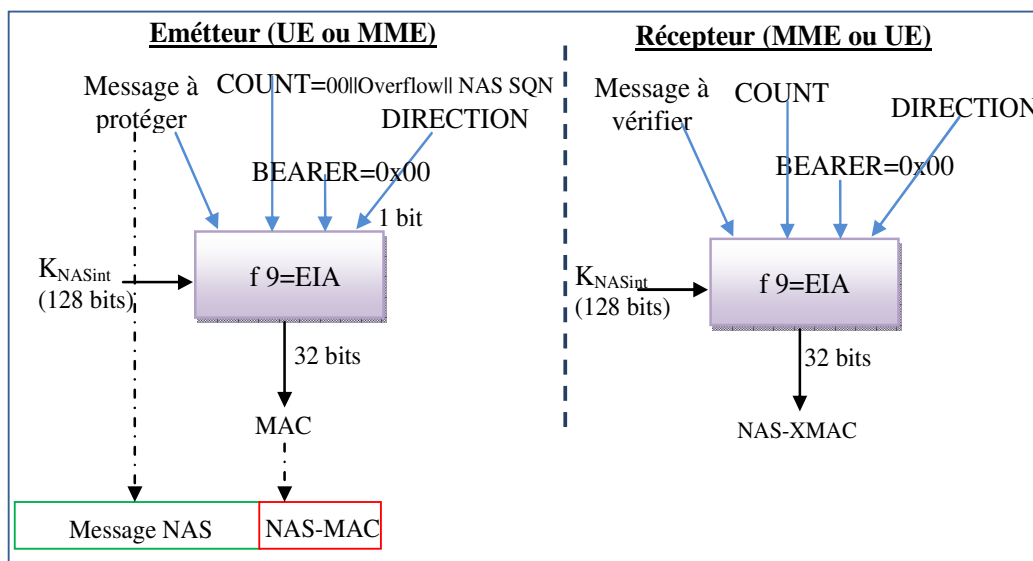 Emétteur (UE ou MME)
Message à
protéger
COUNT=00||Overflow|| NAS SQN
DIRECTION
BEARER=0x00
1 bit
KNASint
(128 bits)
f 9=EIA
32 bits
MAC
Message NAS
NAS-MAC
Récepteur (MME ou UE)
Message à
vérifier
COUNT
DIRECTION
BEARER=0x00
KNASint
(128 bits)
f 9=EIA
32 bits
NAS-XMAC